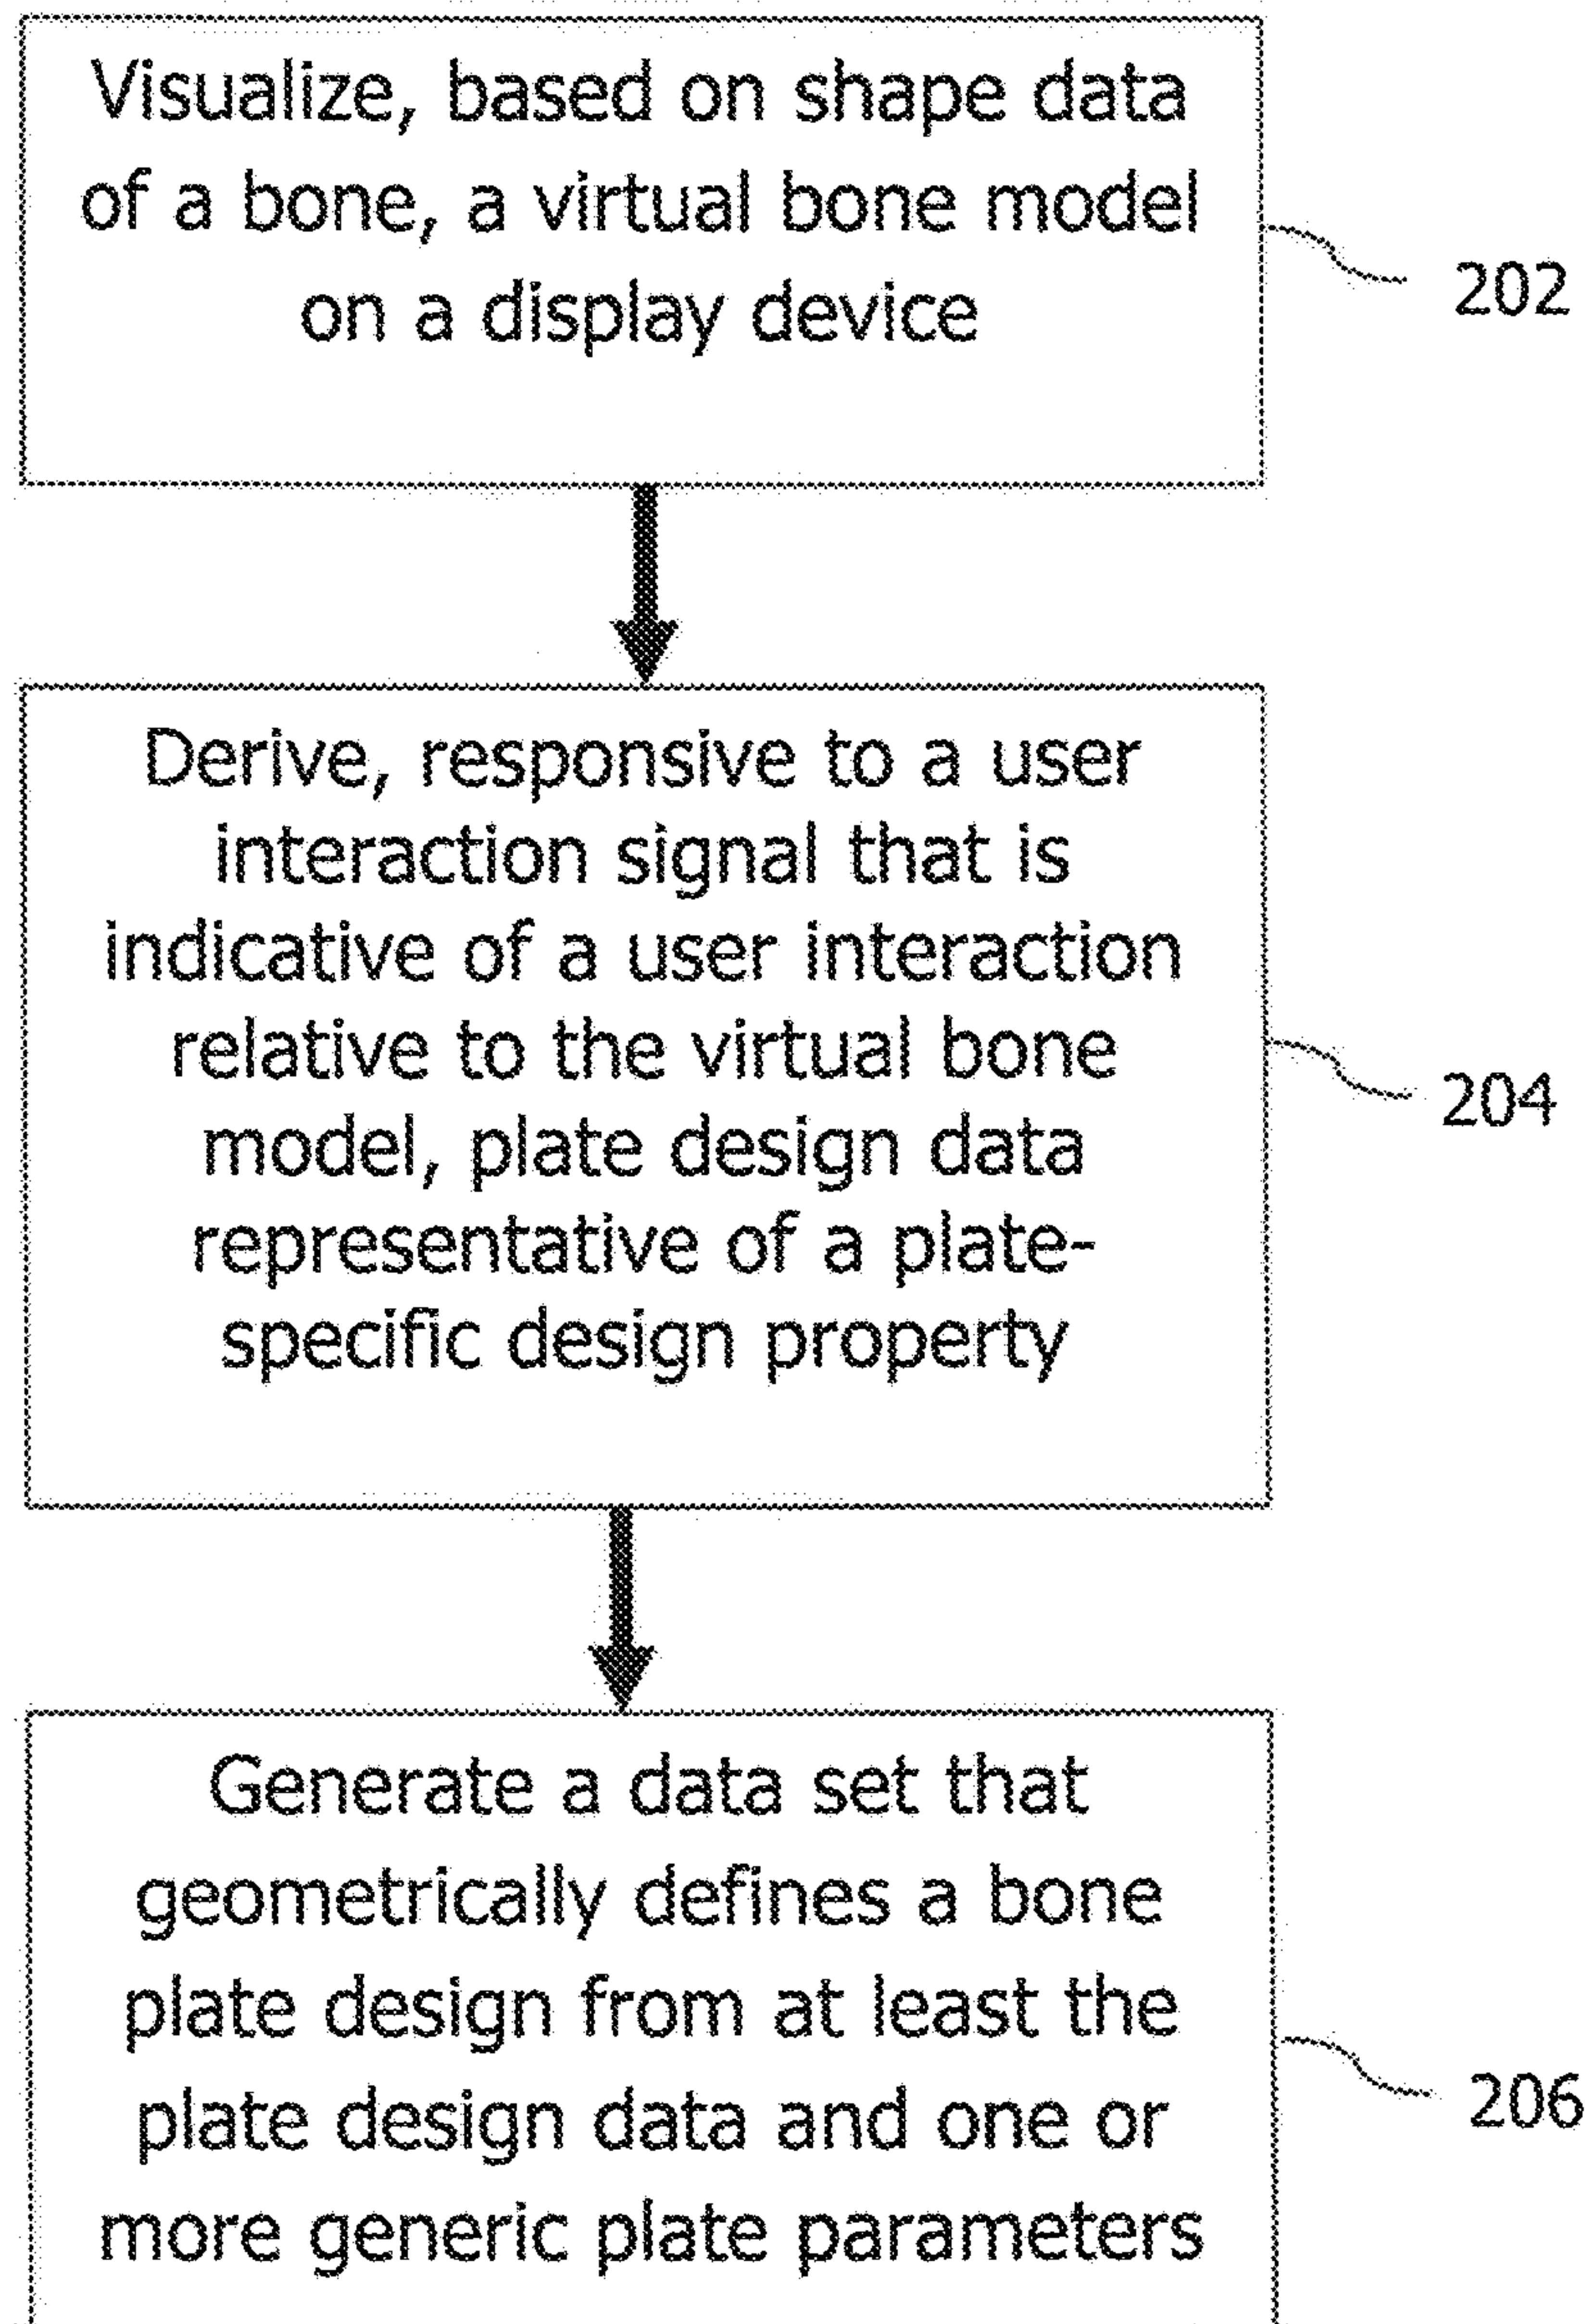 Visualize, based on shape data
of a bone, a virtual bone model
on a display device
202
Derive, responsive to a user
interaction signal that is
indicative of a user interaction
relative to the virtual bone
model, plate design data
representative of a plate-
specific design property
204
Generate a data set that
geometrically defines a bone
plate design from at least the
plate design data and one or
more generic plate parameters
206